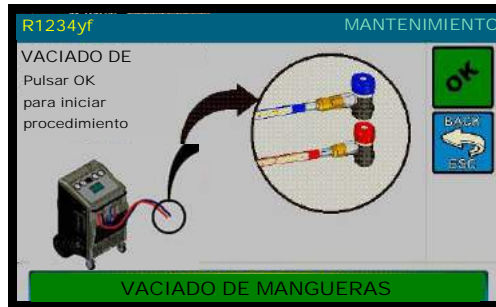 R1234yf
MANTENIMIENTO
VACIADO DE
Pulsar OK
para iniciar
procedimiento
OK
BACK
ESC
VACIADO DE MANGUERAS